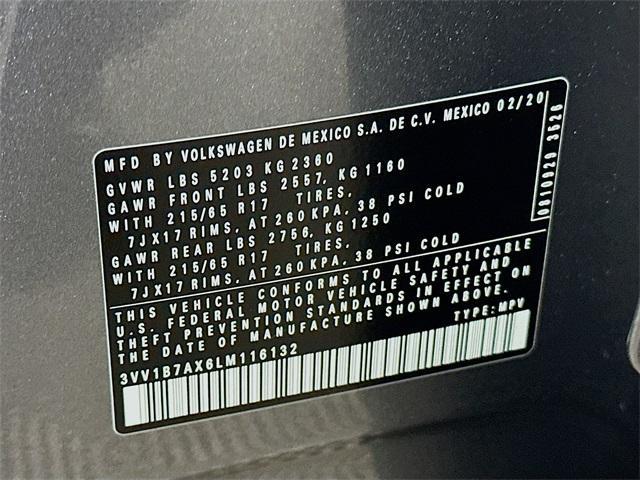 MFD BY VOLKSWAGEN DE MEXICO S.A. DE C.V. MEXICO 02/20
GVWR LBS 5203 KG 2360
GAWR FRONT LBS 2557, KG 1160
WITH 215/65 R17 TIRES.
7JX17 RIMS, AT 260 KPA, 38 PSI COLD
GAWR REAR LBS 2756, KG 1250
WITH 215/65 R17 TIRES.
7JX17 RIMS, AT 260 KPA, 38 PSI COLD
THIS VEHICLE CONFORMS TO ALL APPLICABLE
U.S. FEDERAL MOTOR VEHICLE SAFETY AND
THEFT PREVENTION STANDARDS IN EFFECT ON
THE DATE OF MANUFACTURE SHOWN ABOVE.
TYPE: MPV
3VV1B7AX6LM116132
0810929 3526